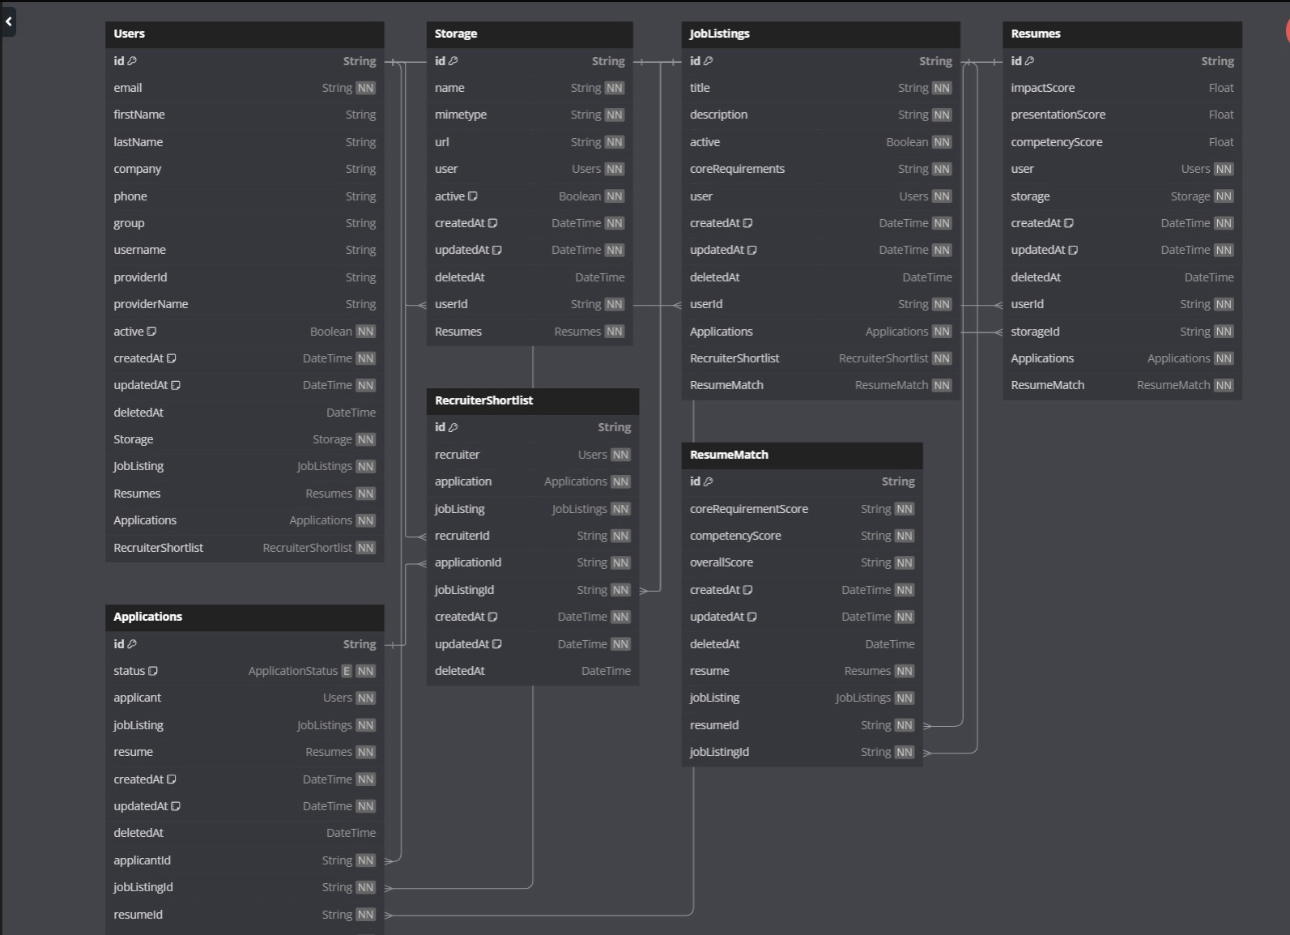 Users
id String
email String NN
firstName String
lastName String
company String
phone String
group String
username String
providerId String
providerName String
active Boolean NN
createdAt DateTime NN
updatedAt DateTime NN
deletedAt DateTime
Storage Storage NN
JobListing JobListings NN
Resumes Resumes NN
Applications Applications NN
RecruiterShortlist RecruiterShortlist NN
Applications
id String
status ApplicationStatus E NN
applicant Users NN
jobListing JobListings NN
resume Resumes NN
createdAt DateTime NN
updatedAt DateTime NN
deletedAt DateTime
applicantId String NN
jobListingId String NN
resumeId String NN
Storage
id String
name String NN
mimetype String NN
url String NN
user Users NN
active Boolean NN
createdAt DateTime NN
updatedAt DateTime NN
deletedAt DateTime
userId String NN
Resumes Resumes NN
RecruiterShortlist
id String
recruiter Users NN
application Applications NN
jobListing JobListings NN
recruiterId String NN
applicationId String NN
jobListingId String NN
createdAt DateTime NN
updatedAt DateTime NN
deletedAt DateTime
JobListings
id String
title String NN
description String NN
active Boolean NN
coreRequirements String NN
user Users NN
createdAt DateTime NN
updatedAt DateTime NN
deletedAt DateTime
userId String NN
Applications Applications NN
RecruiterShortlist RecruiterShortlist NN
ResumeMatch ResumeMatch NN
ResumeMatch
id String
coreRequirementScore String NN
competencyScore String NN
overallScore String NN
createdAt DateTime NN
updatedAt DateTime NN
deletedAt DateTime
resume Resumes NN
jobListing JobListings NN
resumeId String NN
jobListingId String NN
Resumes
id String
impactScore Float
presentationScore Float
competencyScore Float
user Users NN
storage Storage NN
createdAt DateTime NN
updatedAt DateTime NN
deletedAt DateTime
userId String NN
storageId String NN
Applications Applications NN
ResumeMatch ResumeMatch NN